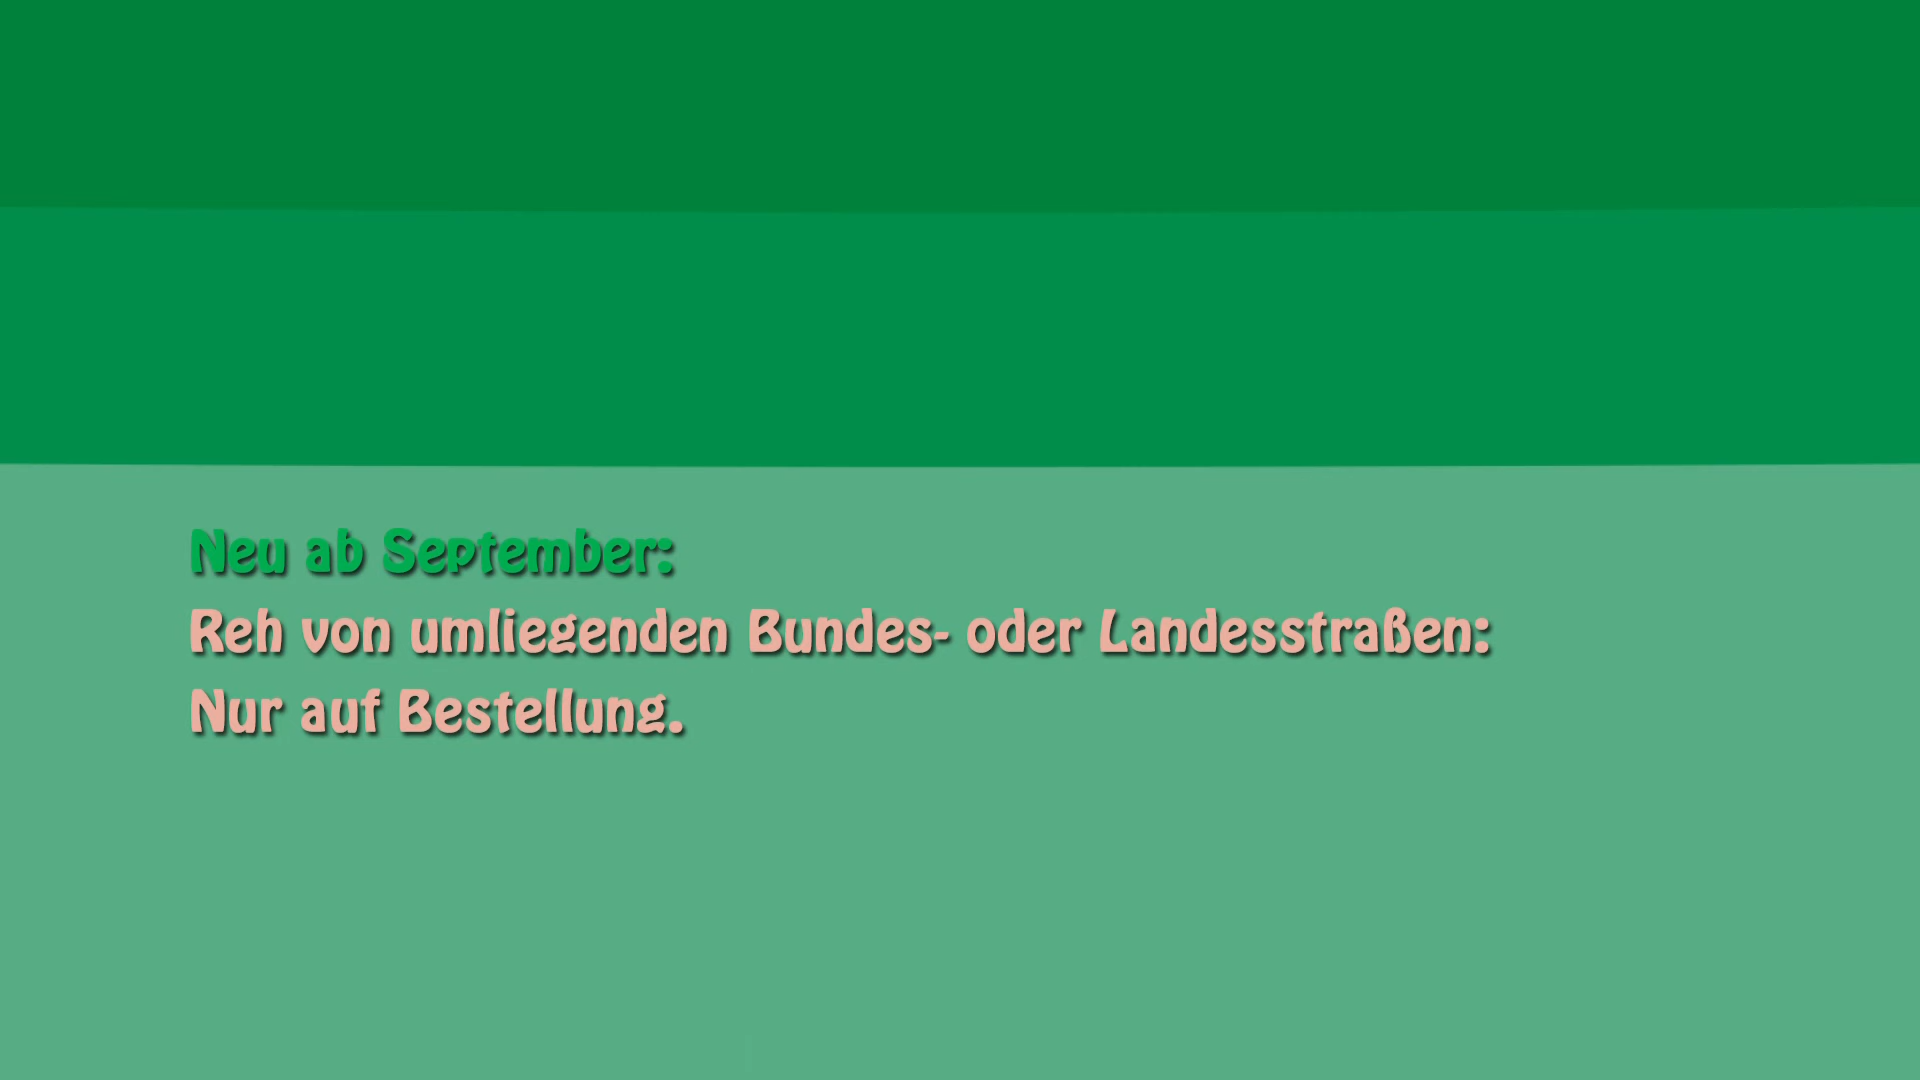 Neu ab September:
Reh von umliegenden Bundes- oder Landesstraßen:
Nur auf Bestellung.